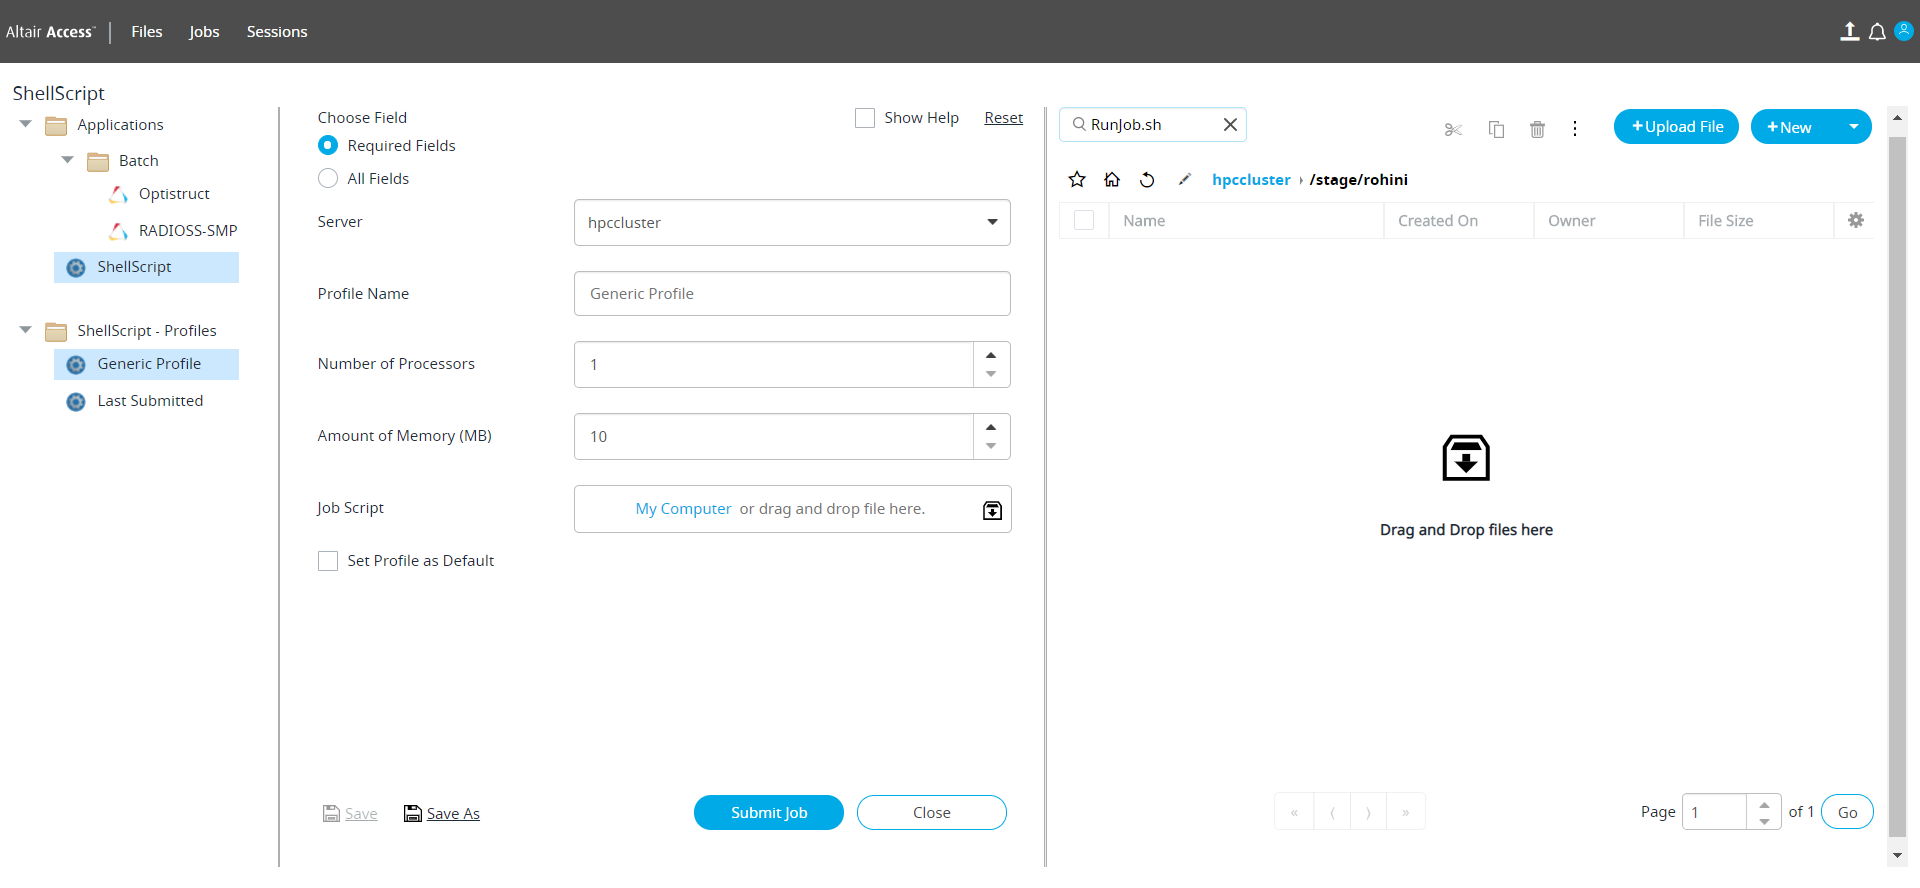 Altair Access™ Files Jobs Sessions
ShellScript
Applications
Batch
Optistruct
RADIOSS-SMP
ShellScript
ShellScript - Profiles
Generic Profile
Last Submitted
Choose Field
Show Help Reset
Required Fields
All Fields
Server hpccluster
Profile Name Generic Profile
Number of Processors 1
Amount of Memory (MB) 10
Job Script My Computer or drag and drop file here.
Set Profile as Default
Save Save As Submit Job Close
RunJob.sh
+Upload File +New
hpccluster /stage/rohini
Name Created On Owner File Size
Drag and Drop files here
« ⟨ ⟩ » Page 1 of 1 Go